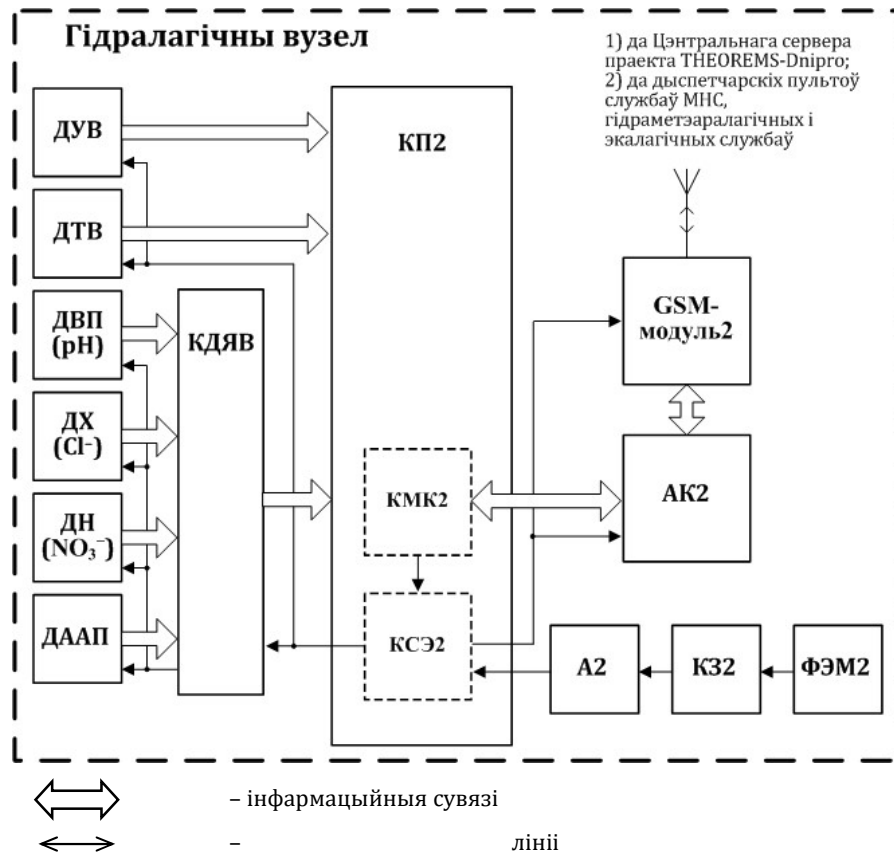 Гідралагічны вузел
1) да Цэнтральнага сервера
праекта THEOREMS-Dnipro;
2) да дыспетчарскіх пультоў
службаў МНС,
гідраметэаралагічных і
экалагічных службаў
ДУВ
КП2
ДТВ
ДВП
(pH)
КДЯВ
GSM-
модуль2
ДХ
(Cl⁻)
КМК2
АК2
ДН
(NO₃⁻)
ДААП
КСЭ2
А2
КЗ2
ФЭМ2
– інфармацыйныя сувязі
– лініі